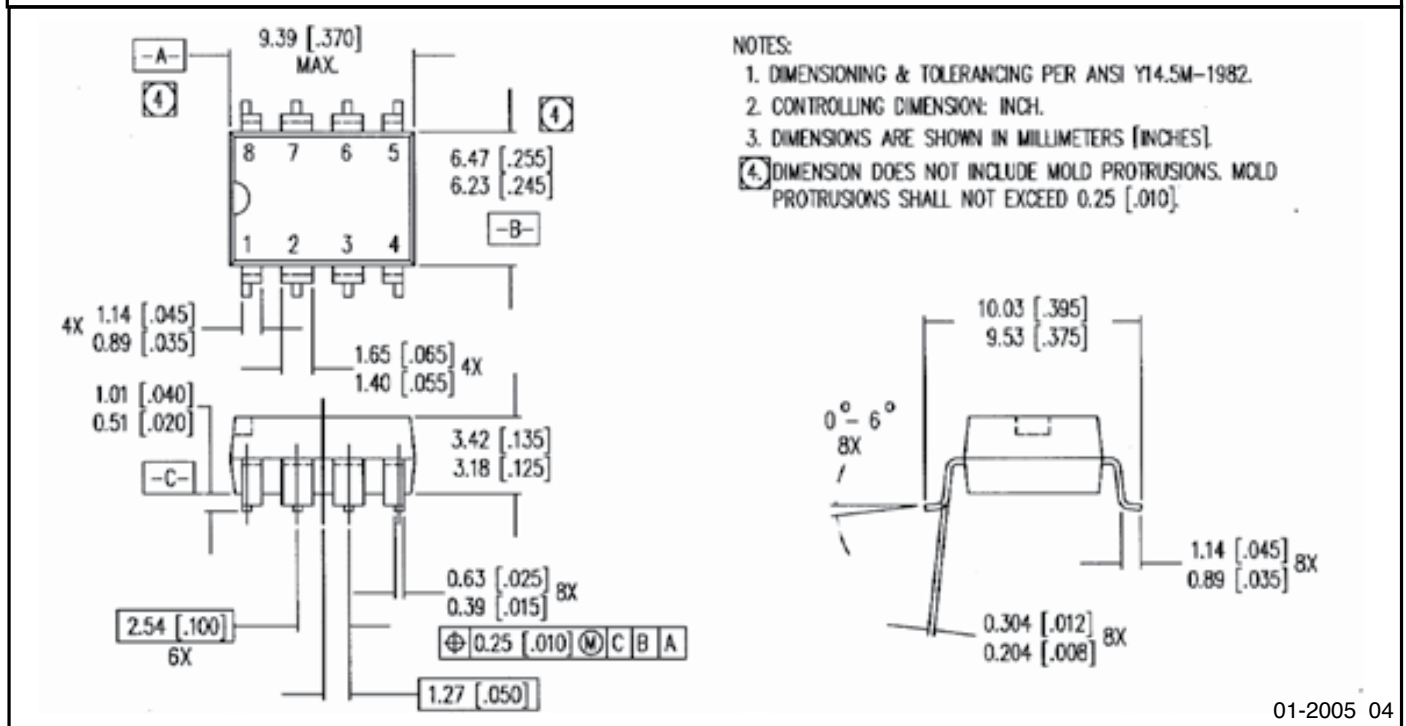 9.39 [.370]
MAX.
-A-
4
4
8 7 6 5
6.47 [.255]
6.23 [.245]
-B-
1 2 3 4
4X 1.14 [.045]
0.89 [.035]
1.65 [.065] 4X
1.40 [.055]
1.01 [.040]
0.51 [.020]
3.42 [.135]
3.18 [.125]
-C-
0.63 [.025] 8X
0.39 [.015]
2.54 [.100]
6X
⌖ 0.25 [.010] Ⓜ C B A
1.27 [.050]
NOTES:
1. DIMENSIONING & TOLERANCING PER ANSI Y14.5M-1982.
2. CONTROLLING DIMENSION: INCH.
3. DIMENSIONS ARE SHOWN IN MILLIMETERS [INCHES].
4. DIMENSION DOES NOT INCLUDE MOLD PROTRUSIONS. MOLD
PROTRUSIONS SHALL NOT EXCEED 0.25 [.010].
10.03 [.395]
9.53 [.375]
0° - 6°
8X
1.14 [.045] 8X
0.89 [.035]
0.304 [.012] 8X
0.204 [.008]
01-2005 04